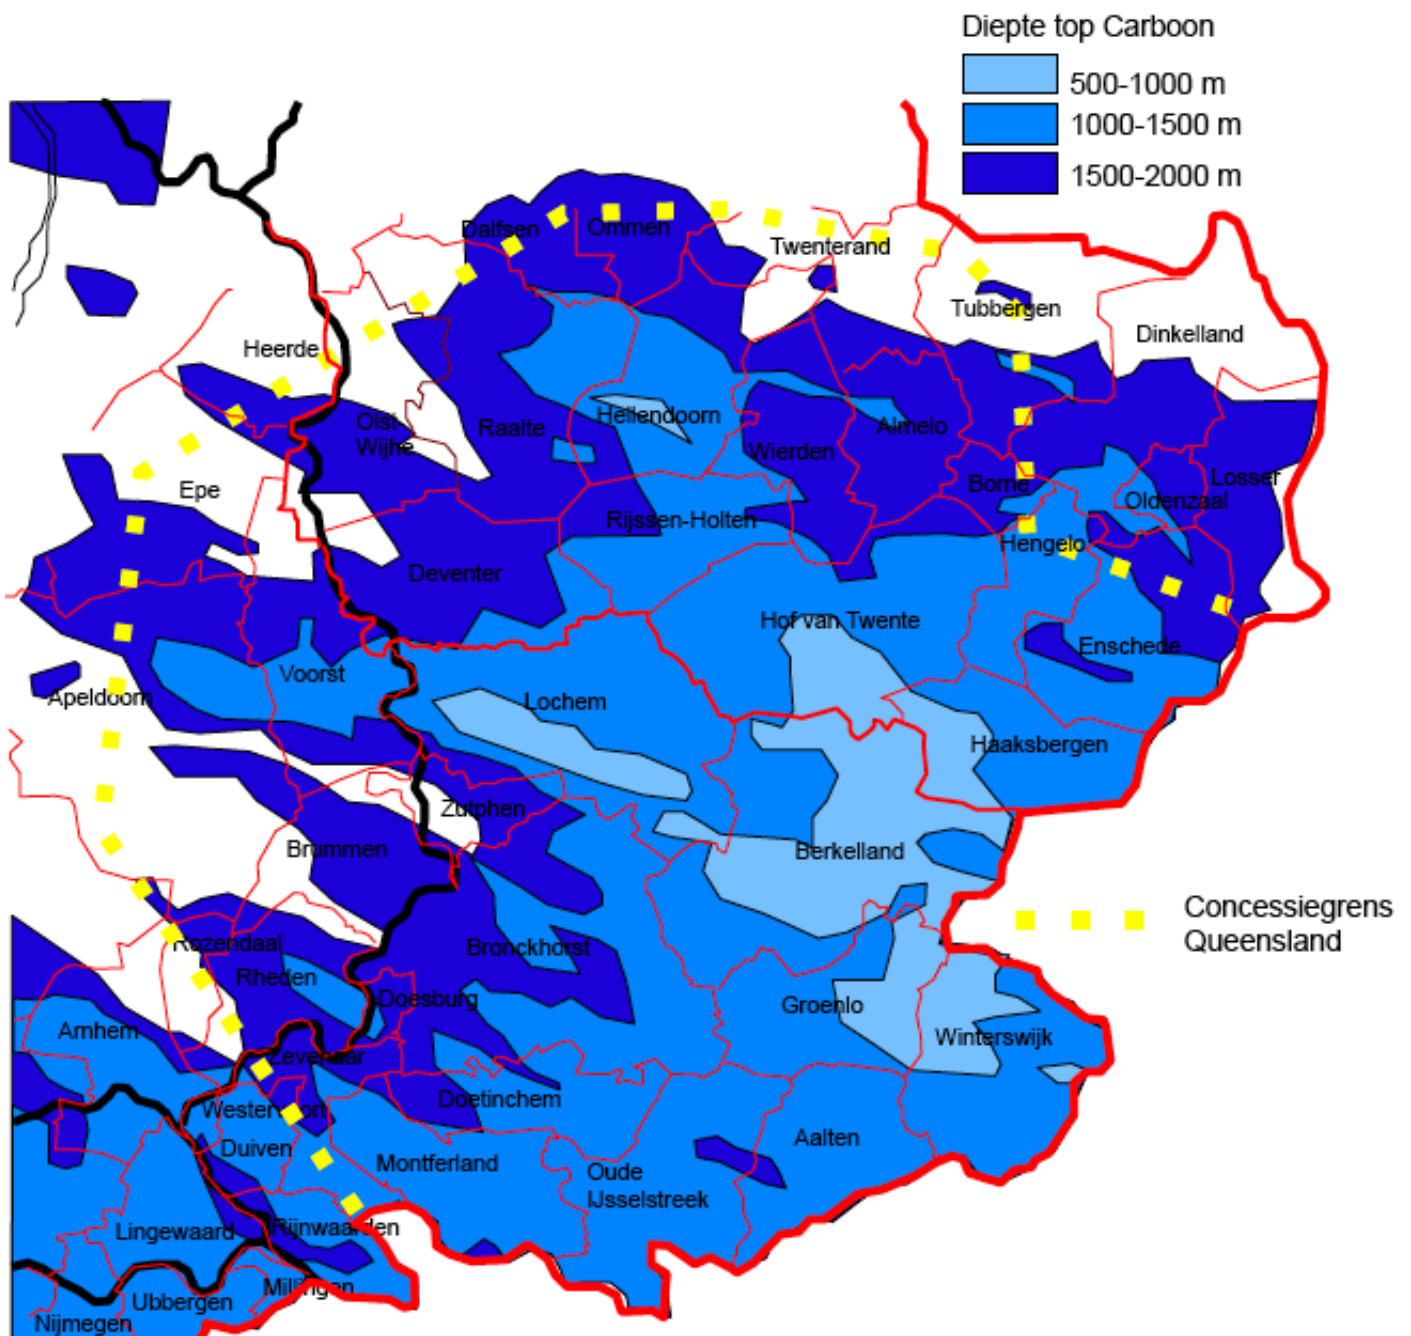 Diepte top Carboon
500-1000 m
1000-1500 m
1500-2000 m
Dalfsen
Ommen
Twenterand
Tubbergen
Dinkelland
Heerde
Olst-
Wijhe
Raalte
Hellendoorn
Wierden
Almelo
Borne
Oldenzaal
Losser
Epe
Rijssen-Holten
Hengelo
Deventer
Hof van Twente
Enschede
Voorst
Apeldoorn
Lochem
Haaksbergen
Zutphen
Brummen
Berkelland
Concessiegrens
Queensland
Rozendaal
Bronckhorst
Rheden
Doesburg
Groenlo
Arnhem
Winterswijk
Zevenaar
Westervoort
Doetinchem
Duiven
Aalten
Montferland
Oude
IJsselstreek
Lingewaard
Rijnwaarden
Millingen
Ubbergen
Nijmegen